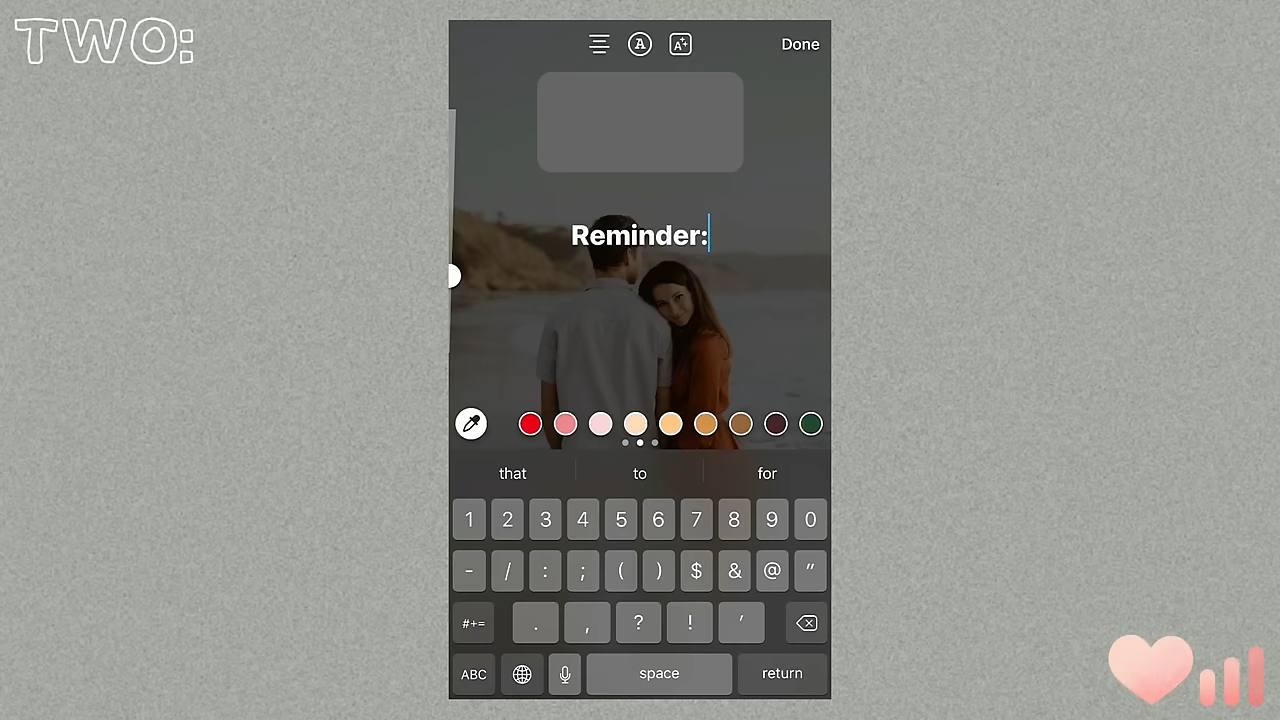 TWO:
Done
Reminder:
that to for
1 2 3 4 5 6 7 8 9 0
- / : ; ( ) $ & @ "
#+= . , ? ! '
ABC space return